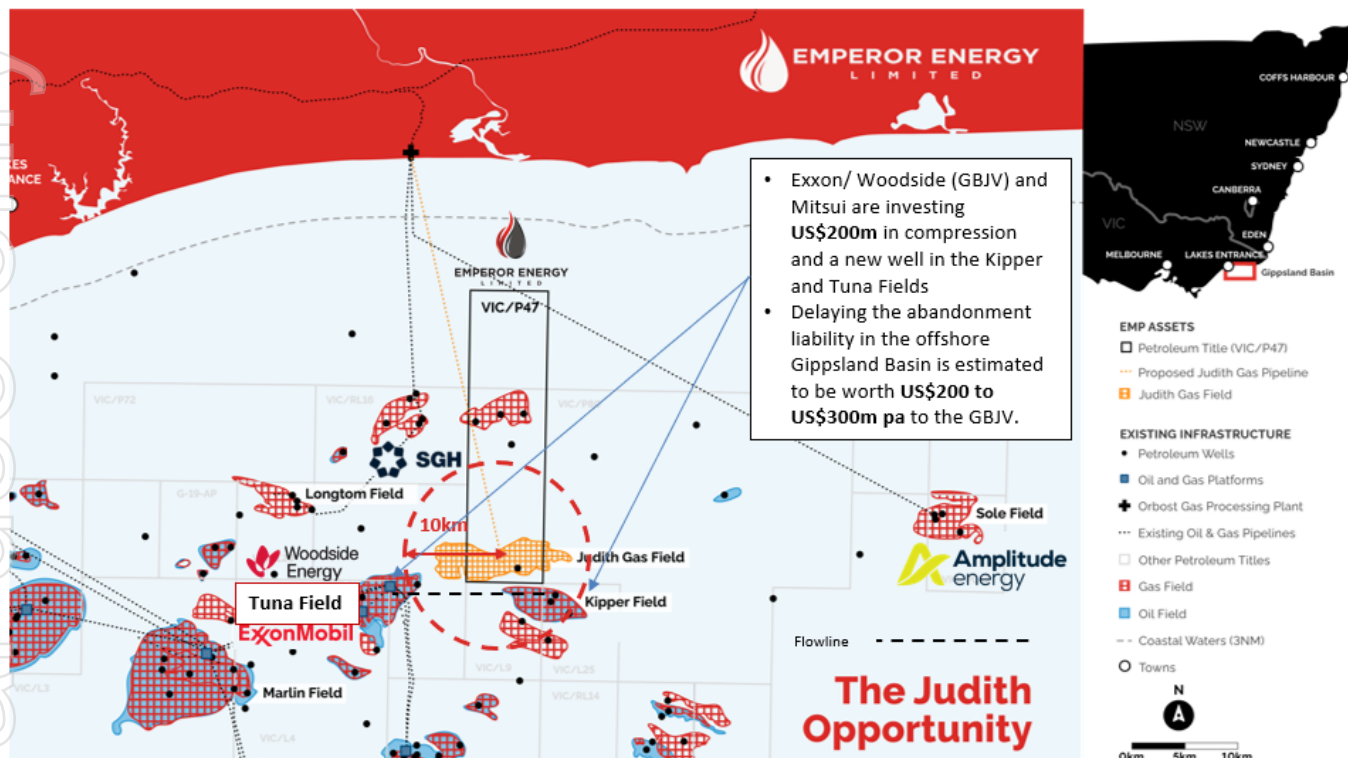 EMPEROR ENERGY
LIMITED
KES
ANCE
EMPEROR ENERGY
LIMITED
VIC/P47
• Exxon/ Woodside (GBJV) and
Mitsui are investing
US$200m in compression
and a new well in the Kipper
and Tuna Fields
• Delaying the abandonment
liability in the offshore
Gippsland Basin is estimated
to be worth US$200 to
US$300m pa to the GBJV.
VIC/P72
VIC/RL16
SGH
G-19-AP
Longtom Field
10km
Sole Field
Woodside
Energy
Judith Gas Field
Amplitude
energy
Tuna Field
Kipper Field
ExxonMobil
Flowline
VIC/L9
VIC/L25
VIC/L3
Marlin Field
VIC/RL14
The Judith
Opportunity
VIC/L4
COFFS HARBOUR
NSW
NEWCASTLE
SYDNEY
CANBERRA
VIC
EDEN
MELBOURNE
LAKES ENTRANCE
Gippsland Basin
EMP ASSETS
Petroleum Title (VIC/P47)
Proposed Judith Gas Pipeline
Judith Gas Field
EXISTING INFRASTRUCTURE
Petroleum Wells
Oil and Gas Platforms
Orbost Gas Processing Plant
Existing Oil & Gas Pipelines
Other Petroleum Titles
Gas Field
Oil Field
Coastal Waters (3NM)
Towns
N
0km 5km 10km